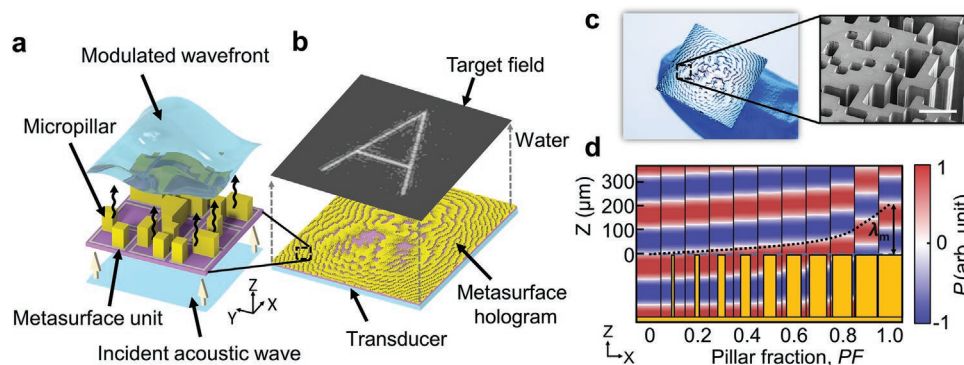 a
Modulated wavefront
Micropillar
Metasurface unit
Incident acoustic wave
Z
Y
X
b
Target field
A
Water
Metasurface
hologram
Transducer
c
d
300
200
100
0
Z (μm)
λm
0
0.2
0.4
0.6
0.8
1.0
Pillar fraction, PF
Z
X
1
0
-1
P (arb. unit)